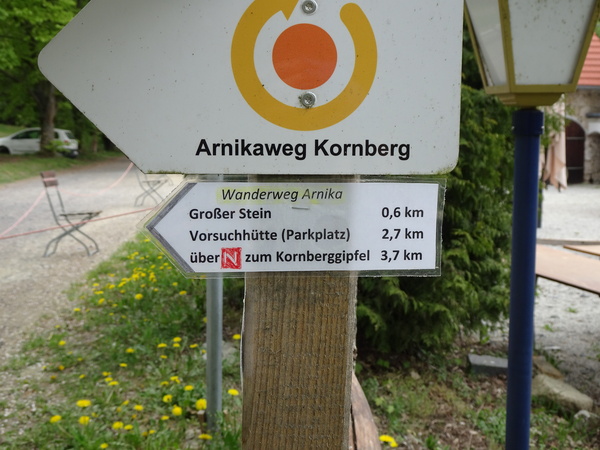 Arnikaweg Kornberg
Wanderweg Arnika
Großer Stein 0,6 km
Vorsuchhütte (Parkplatz) 2,7 km
über N zum Kornberggipfel 3,7 km